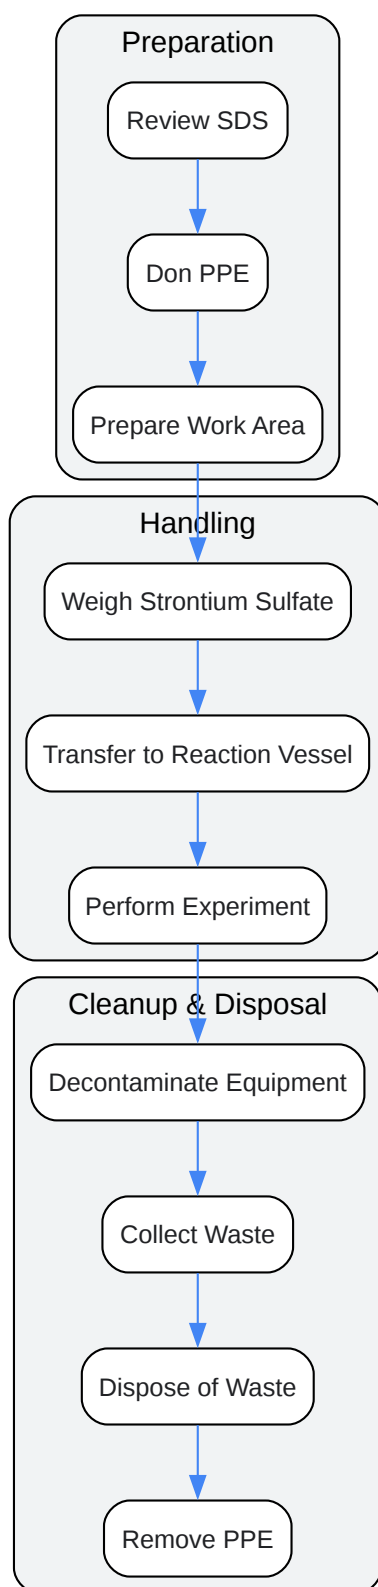 Preparation
Review SDS
Don PPE
Prepare Work Area
Handling
Weigh Strontium Sulfate
Transfer to Reaction Vessel
Perform Experiment
Cleanup & Disposal
Decontaminate Equipment
Collect Waste
Dispose of Waste
Remove PPE